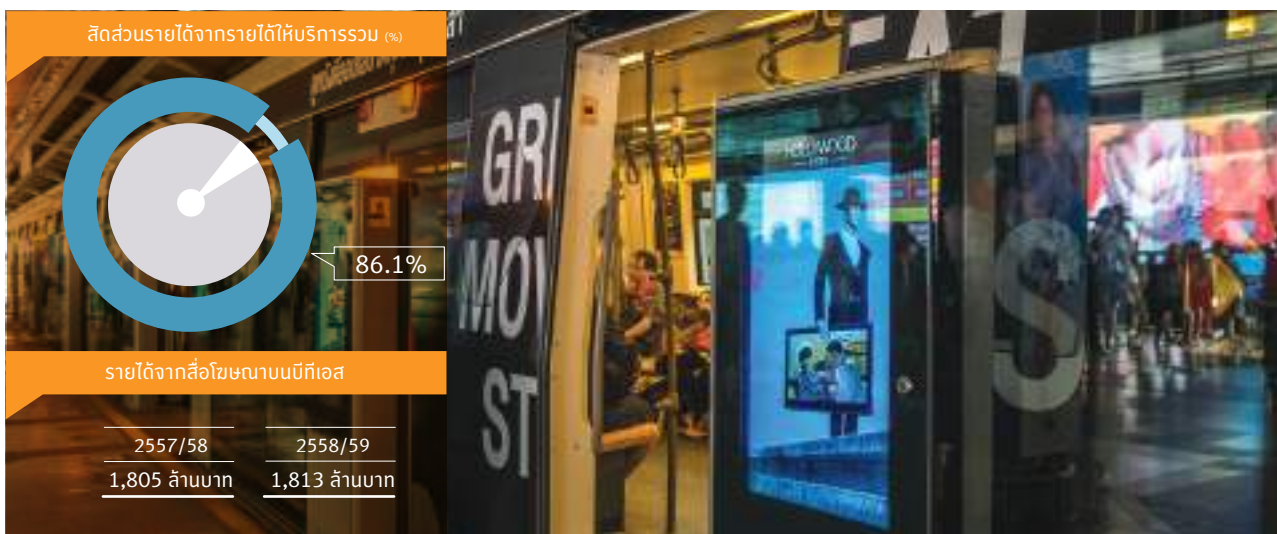 สัดส่วนรายได้จากรายได้ให้บริการรวม (%)
86.1%
รายได้จากสื่อโฆษณาบนบีทีเอส
2557/58 2558/59
1,805 ล้านบาท 1,813 ล้านบาท
GRI
MOV
ST
S